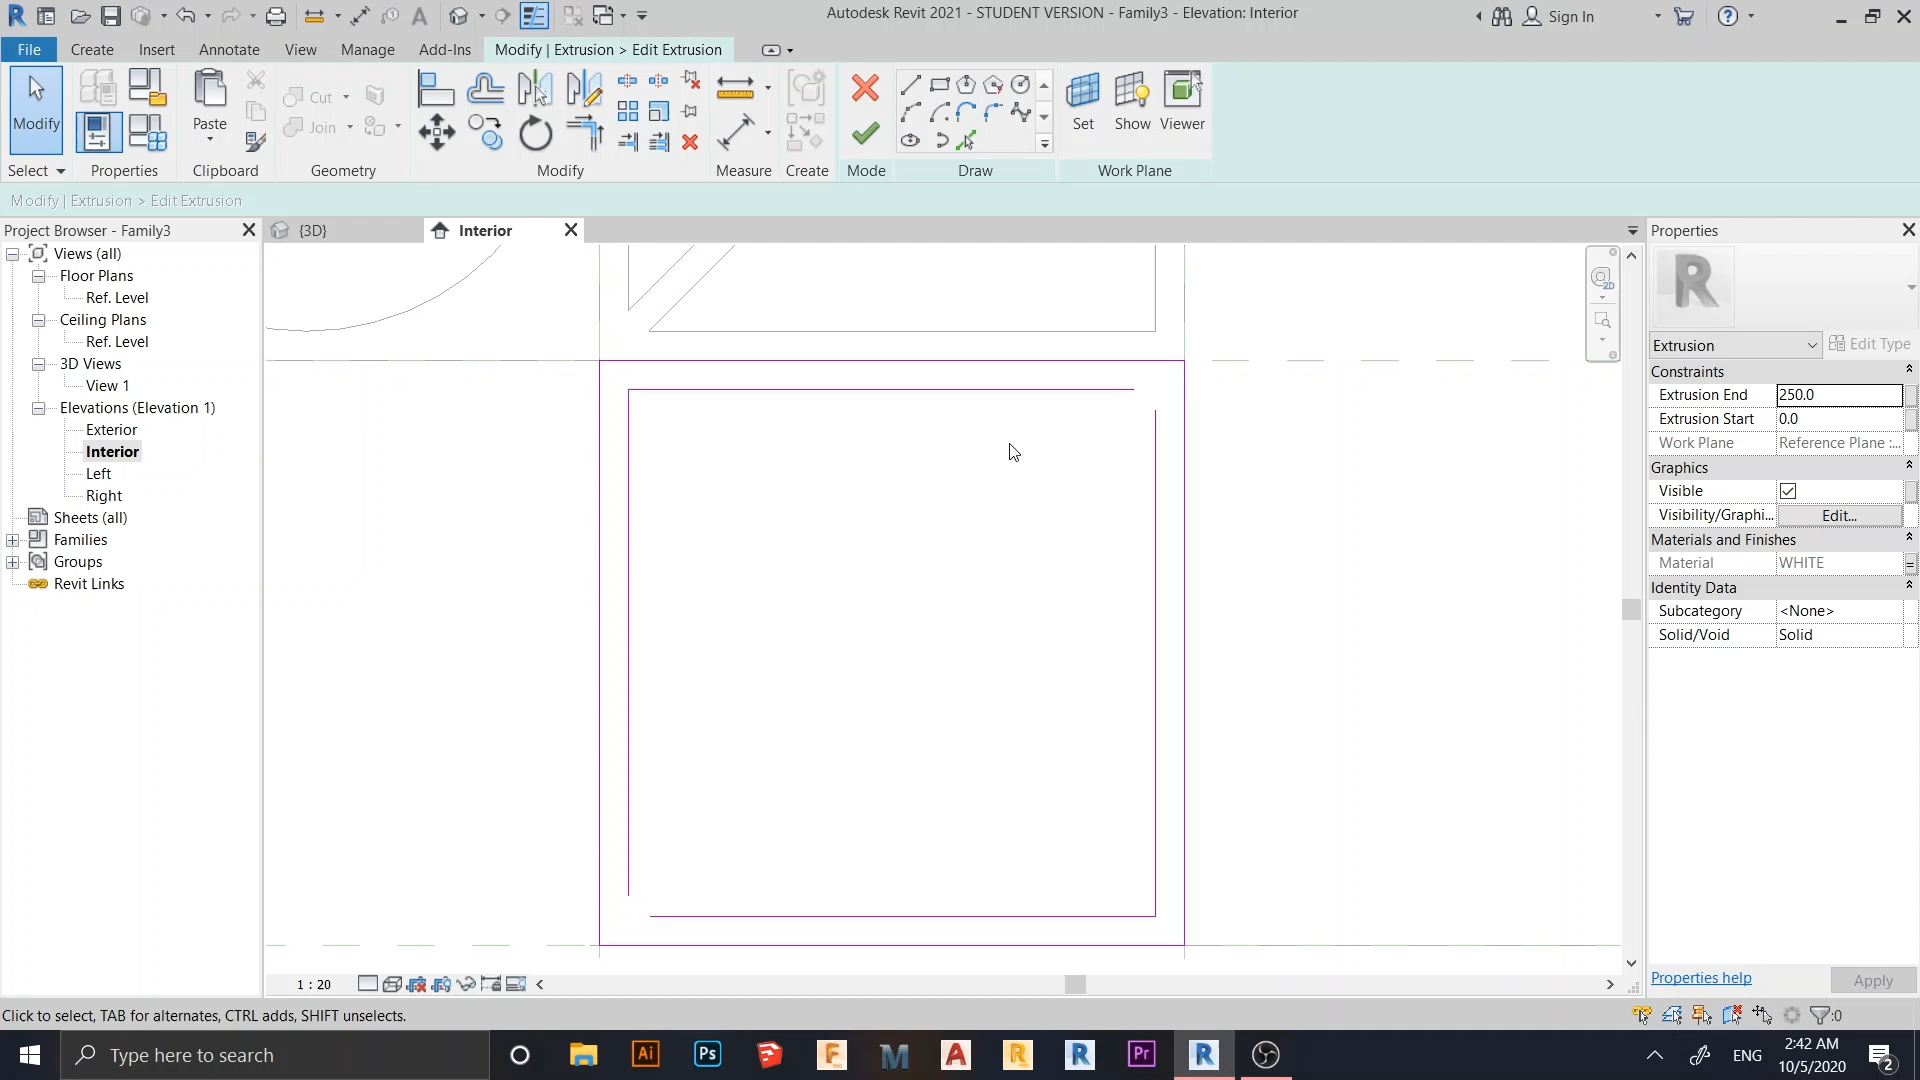 Autodesk Revit 2021 - STUDENT VERSION - Family3 - Elevation: Interior
Sign In
File
Create
Insert
Annotate
View
Manage
Add-Ins
Modify | Extrusion > Edit Extrusion
Modify
Paste
Cut
Join
Set
Show
Viewer
Select
Properties
Clipboard
Geometry
Modify
Measure
Create
Mode
Draw
Work Plane
Modify | Extrusion > Edit Extrusion
Project Browser - Family3
Views (all)
Floor Plans
Ref. Level
Ceiling Plans
Ref. Level
3D Views
View 1
Elevations (Elevation 1)
Exterior
Interior
Left
Right
Sheets (all)
Families
Groups
Revit Links
{3D}
Interior
2D
Properties
Extrusion
Edit Type
Constraints
Extrusion End 250.0
Extrusion Start 0.0
Work Plane Reference Plane :...
Graphics
Visible
Visibility/Graphi... Edit...
Materials and Finishes
Material WHITE
Identity Data
Subcategory <None>
Solid/Void Solid
Properties help
Apply
1 : 20
Click to select, TAB for alternates, CTRL adds, SHIFT unselects.
:0
Type here to search
Ai
Ps
Pr
ENG
2:42 AM
10/5/2020
2